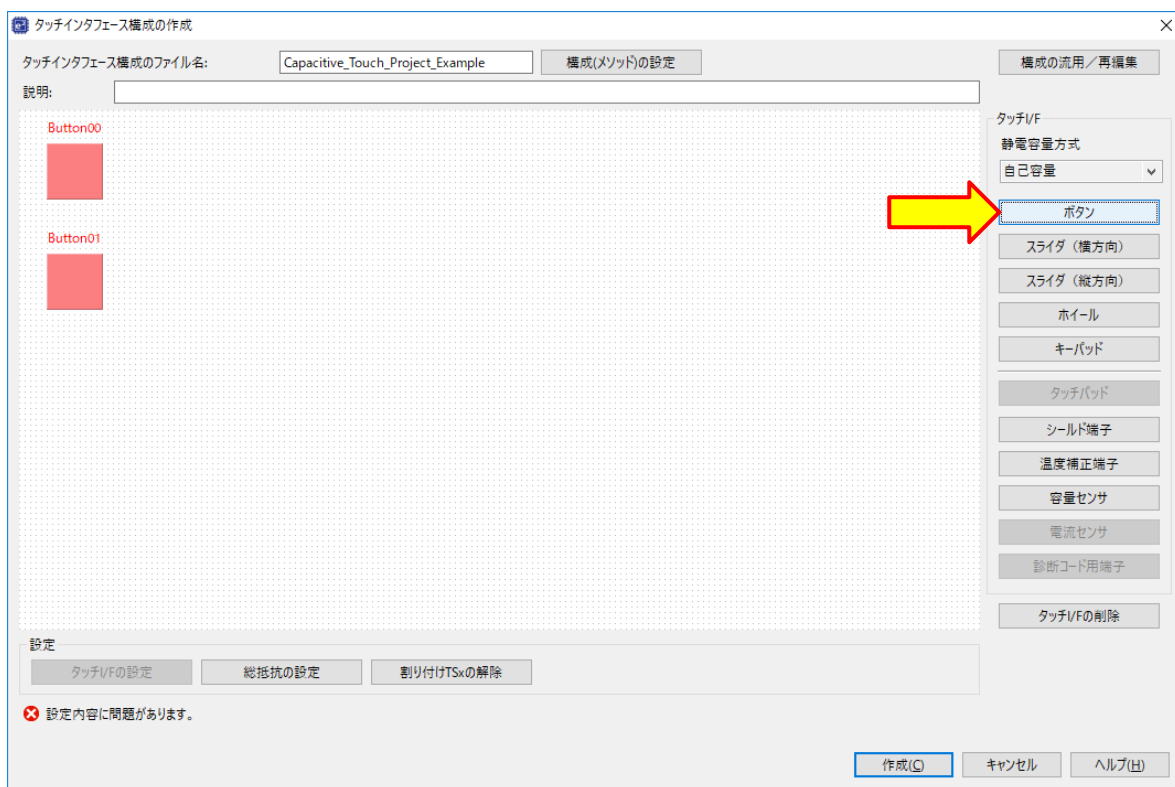 タッチインタフェース構成の作成
タッチインタフェース構成のファイル名:
Capacitive_Touch_Project_Example
構成(メソッド)の設定
構成の流用／再編集
説明:
Button00
Button01
タッチI/F
静電容量方式
自己容量
ボタン
スライダ（横方向）
スライダ（縦方向）
ホイール
キーパッド
タッチパッド
シールド端子
温度補正端子
容量センサ
電流センサ
診断コード用端子
タッチI/Fの削除
設定
タッチI/Fの設定
総抵抗の設定
割り付けTSxの解除
設定内容に問題があります。
作成(C)
キャンセル
ヘルプ(H)